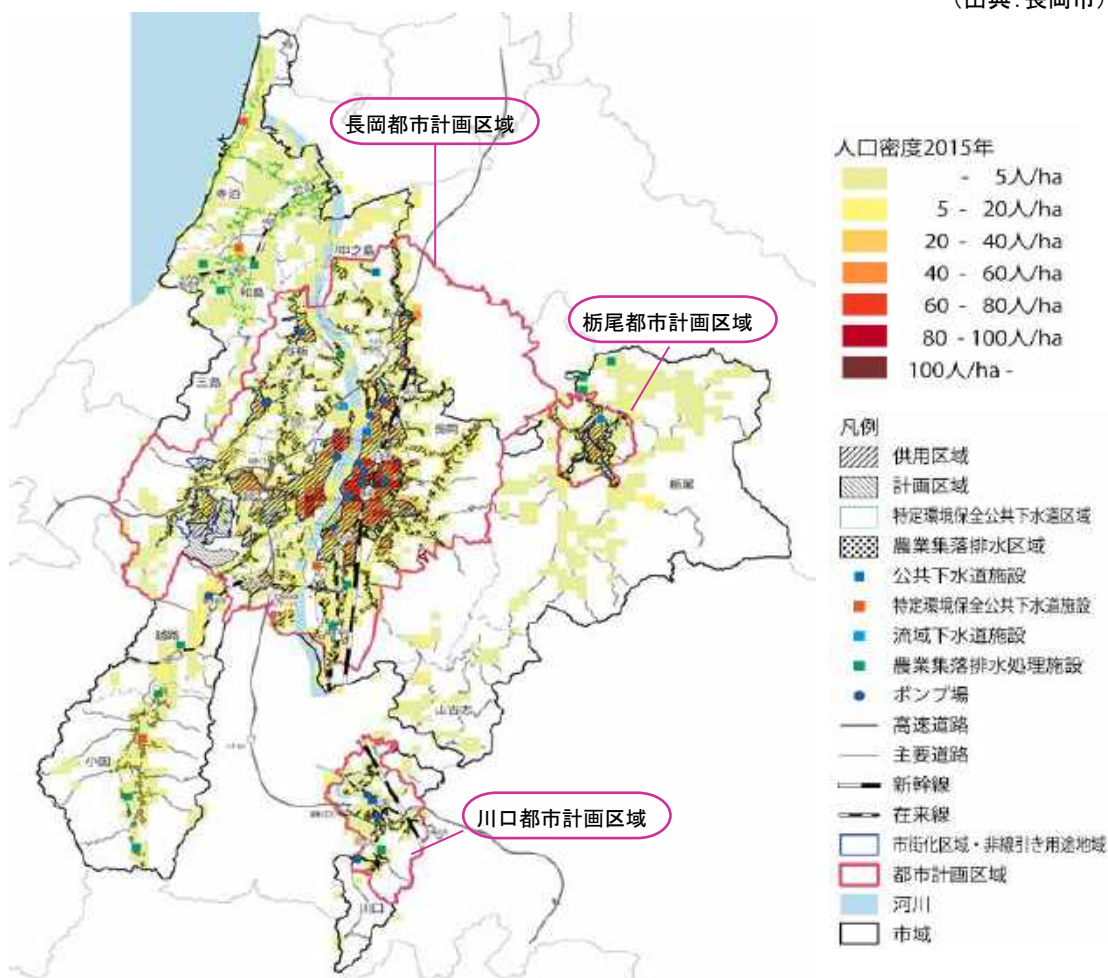 （出典：長岡市）
長岡都市計画区域
栃尾都市計画区域
川口都市計画区域
寺泊
和島
中之島
与板
三島
長岡
栃尾
越路
小国
山古志
川口
人口密度2015年
- 5人/ha
5 - 20人/ha
20 - 40人/ha
40 - 60人/ha
60 - 80人/ha
80 - 100人/ha
100人/ha -
凡例
供用区域
計画区域
特定環境保全公共下水道区域
農業集落排水区域
公共下水道施設
特定環境保全公共下水道施設
流域下水道施設
農業集落排水処理施設
ポンプ場
高速道路
主要道路
新幹線
在来線
市街化区域・非線引き用途地域
都市計画区域
河川
市域